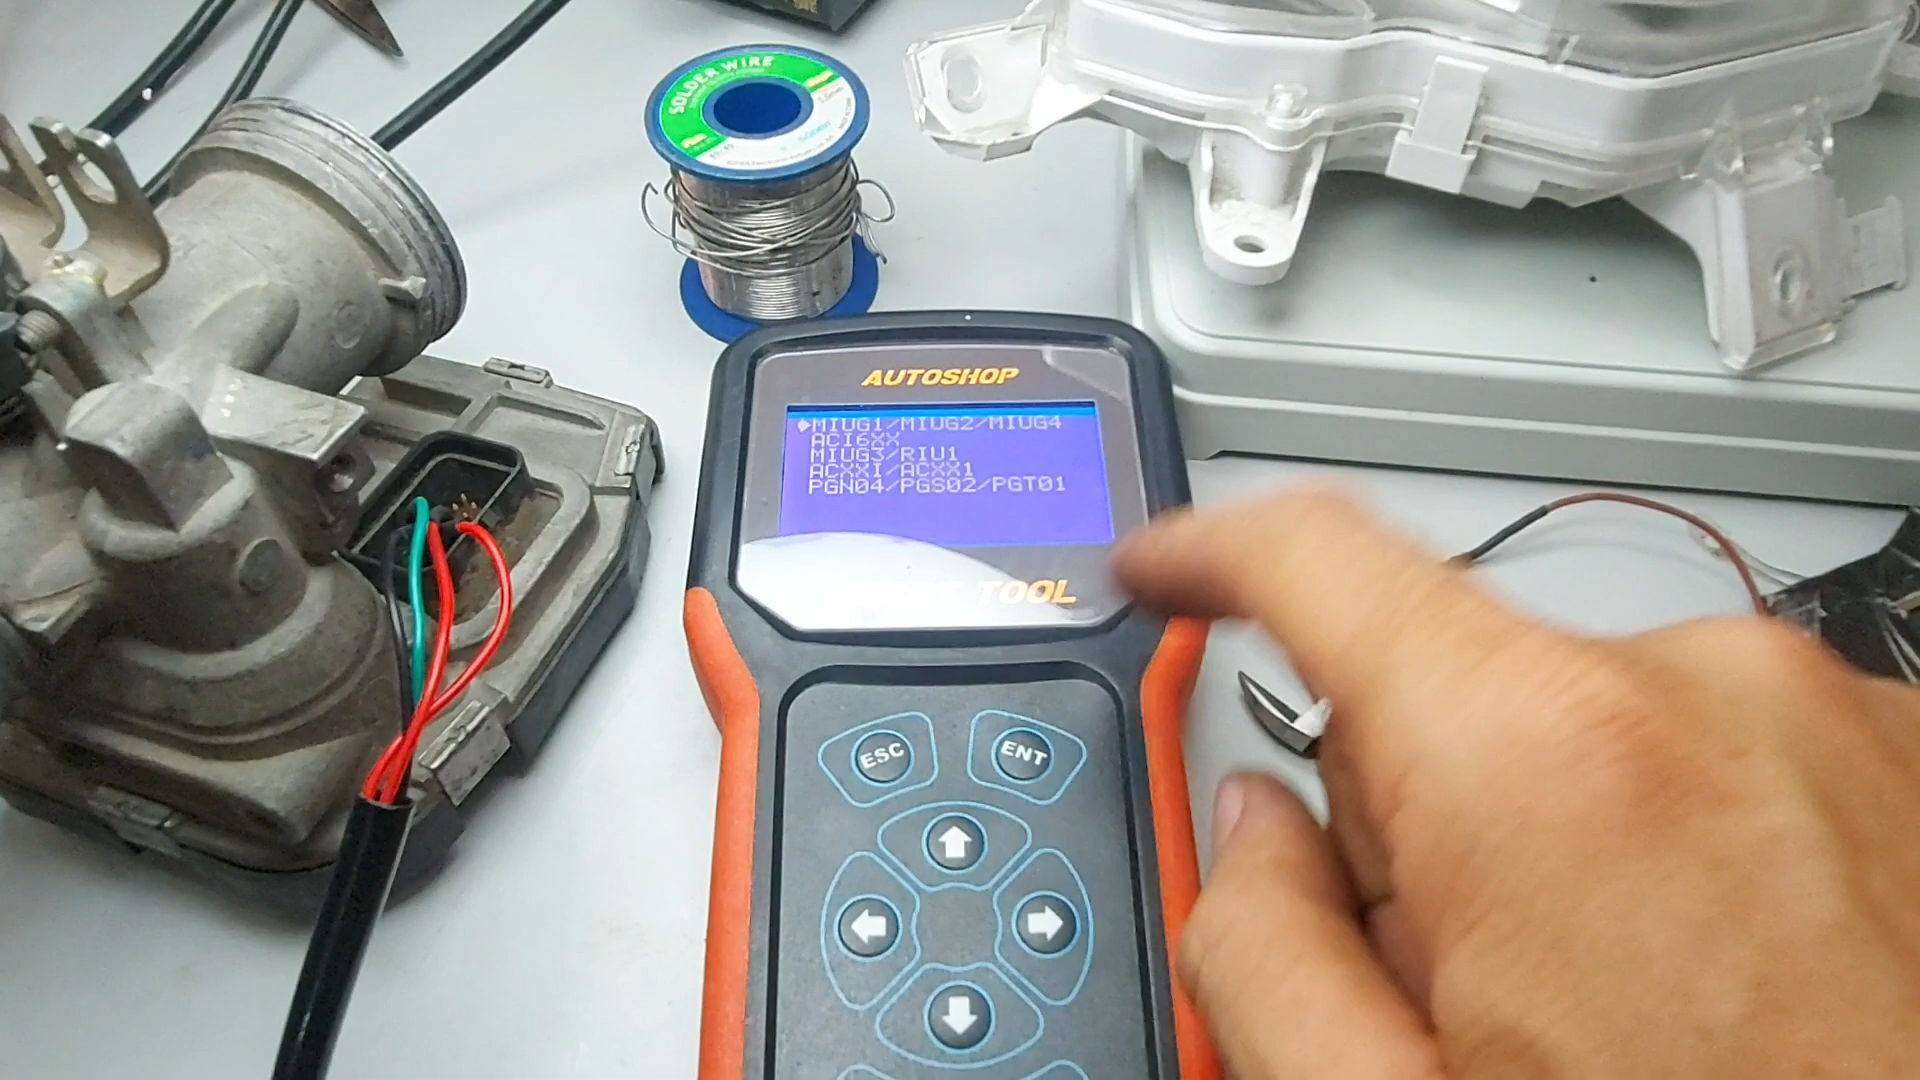 SOLDER WIRE
AUTOSHOP
MIUG1/MIUG2/MIUG4
ACI6XX
MIUG3/RIU1
ACXXI/ACXX1
PGN04/PGS02/PGT01
TOOL
ESC
ENT